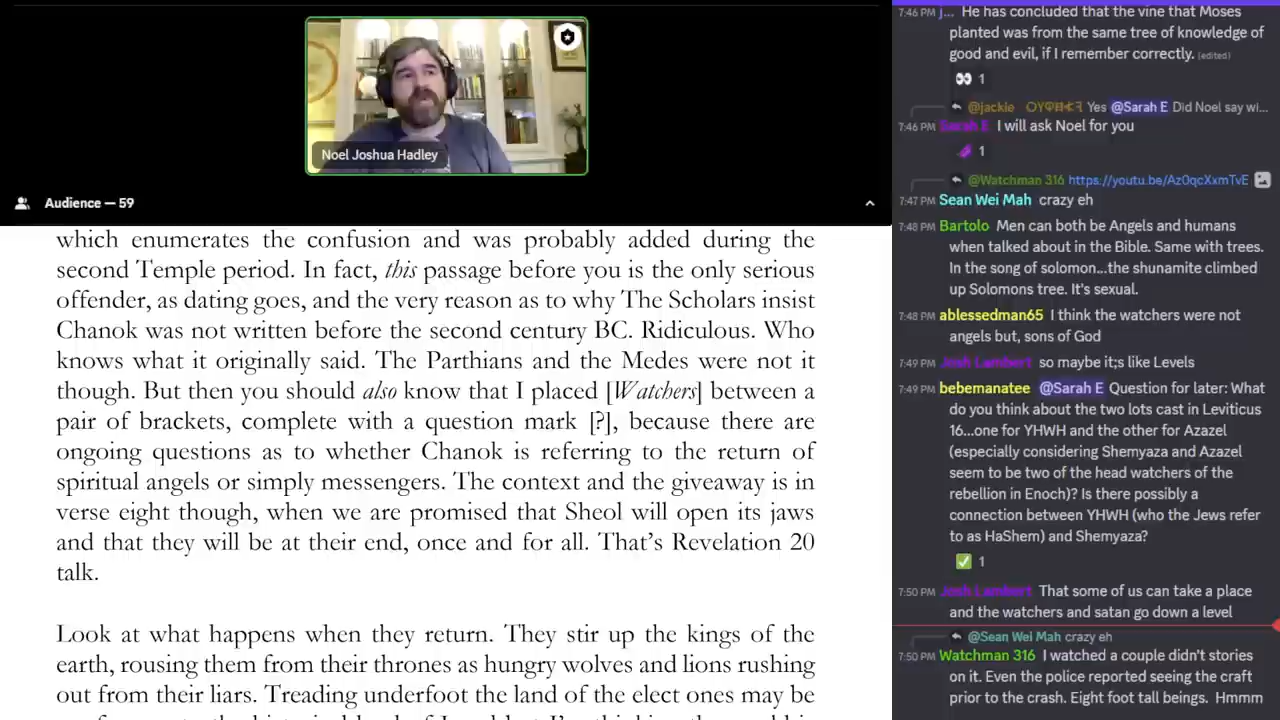 Noel Joshua Hadley
Audience — 59
which enumerates the confusion and was probably added during the
second Temple period. In fact, this passage before you is the only serious
offender, as dating goes, and the very reason as to why The Scholars insist
Chanok was not written before the second century BC. Ridiculous. Who
knows what it originally said. The Parthians and the Medes were not it
though. But then you should also know that I placed [Watchers] between a
pair of brackets, complete with a question mark [?], because there are
ongoing questions as to whether Chanok is referring to the return of
spiritual angels or simply messengers. The context and the giveaway is in
verse eight though, when we are promised that Sheol will open its jaws
and that they will be at their end, once and for all. That's Revelation 20
talk.
Look at what happens when they return. They stir up the kings of the
earth, rousing them from their thrones as hungry wolves and lions rushing
out from their liars. Treading underfoot the land of the elect ones may be
7:46 PM j... He has concluded that the vine that Moses
planted was from the same tree of knowledge of
good and evil, if I remember correctly. (edited)
1
@jackie Yes @Sarah E Did Noel say wi...
7:46 PM Sarah E I will ask Noel for you
1
@Watchman 316 https://youtu.be/Az0qcXxmTvE
7:47 PM Sean Wei Mah crazy eh
7:48 PM Bartolo Men can both be Angels and humans
when talked about in the Bible. Same with trees.
In the song of solomon...the shunamite climbed
up Solomons tree. It's sexual.
7:48 PM ablessedman65 I think the watchers were not
angels but, sons of God
7:49 PM Josh Lambert so maybe it;s like Levels
7:49 PM bebemanatee @Sarah E Question for later: What
do you think about the two lots cast in Leviticus
16...one for YHWH and the other for Azazel
(especially considering Shemyaza and Azazel
seem to be two of the head watchers of the
rebellion in Enoch)? Is there possibly a
connection between YHWH (who the Jews refer
to as HaShem) and Shemyaza?
1
7:50 PM Josh Lambert That some of us can take a place
and the watchers and satan go down a level
@Sean Wei Mah crazy eh
7:50 PM Watchman 316 I watched a couple didn't stories
on it. Even the police reported seeing the craft
prior to the crash. Eight foot tall beings. Hmmm